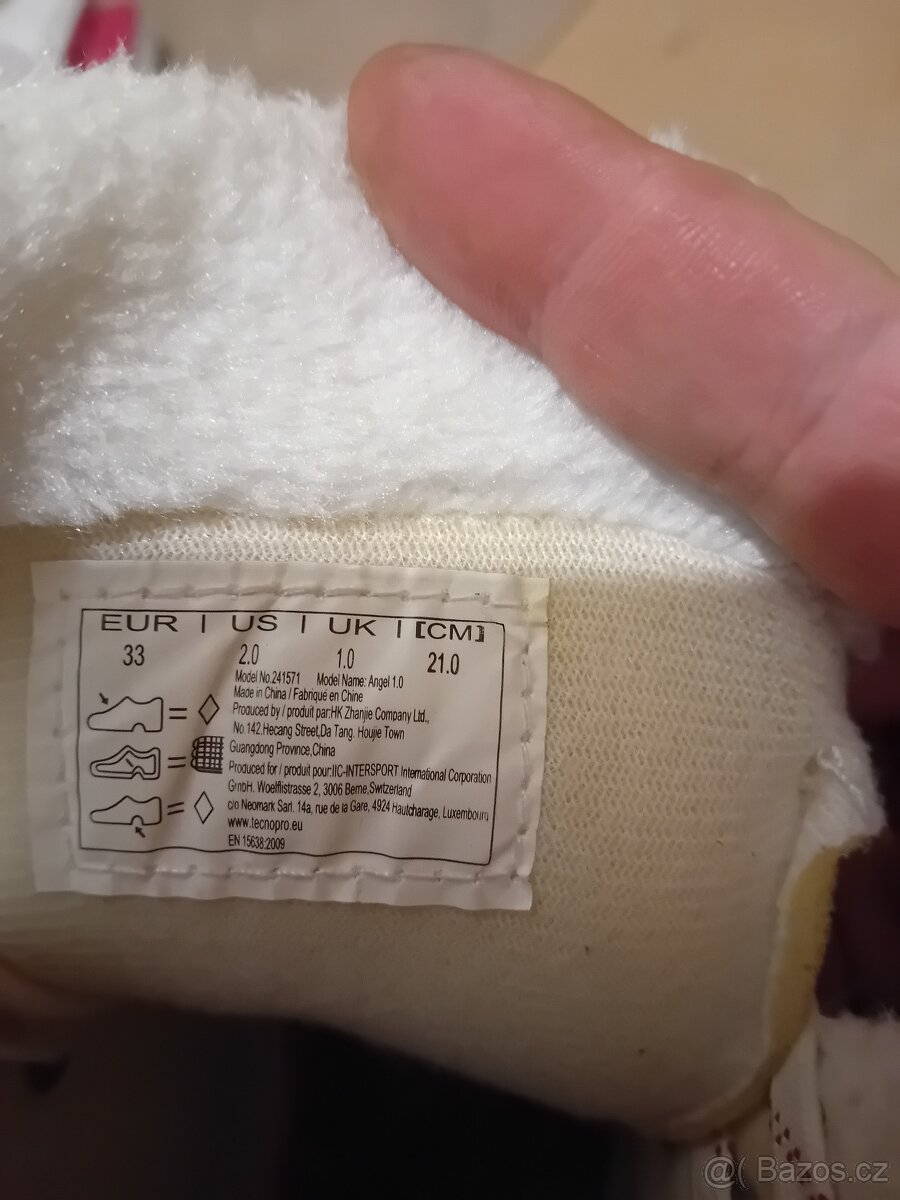 EUR | US | UK | [CM]
33 2.0 1.0 21.0
Model No.241571 Model Name: Angel 1.0
Made in China / Fabriqué en Chine
Produced by / produit par:HK Zhanjie Company Ltd.,
No.142.Hecang Street,Da Tang. Houjie Town
Guangdong Province,China
Produced for / produit pour:IIC-INTERSPORT International Corporation
GmbH. Woelflistrasse 2, 3006 Berne,Switzerland
c/o Neomark Sarl. 14a, rue de la Gare, 4924 Hautcharage, Luxembourg
www.tecnopro.eu
EN 15638:2009
@( Bazos.cz